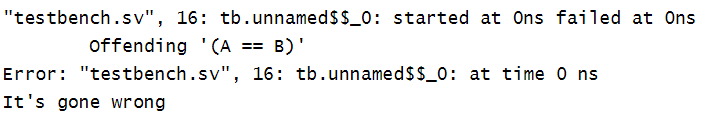 "testbench.sv", 16: tb.unnamed$$_0: started at 0ns failed at 0ns
Offending '(A == B)'
Error: "testbench.sv", 16: tb.unnamed$$_0: at time 0 ns
It's gone wrong